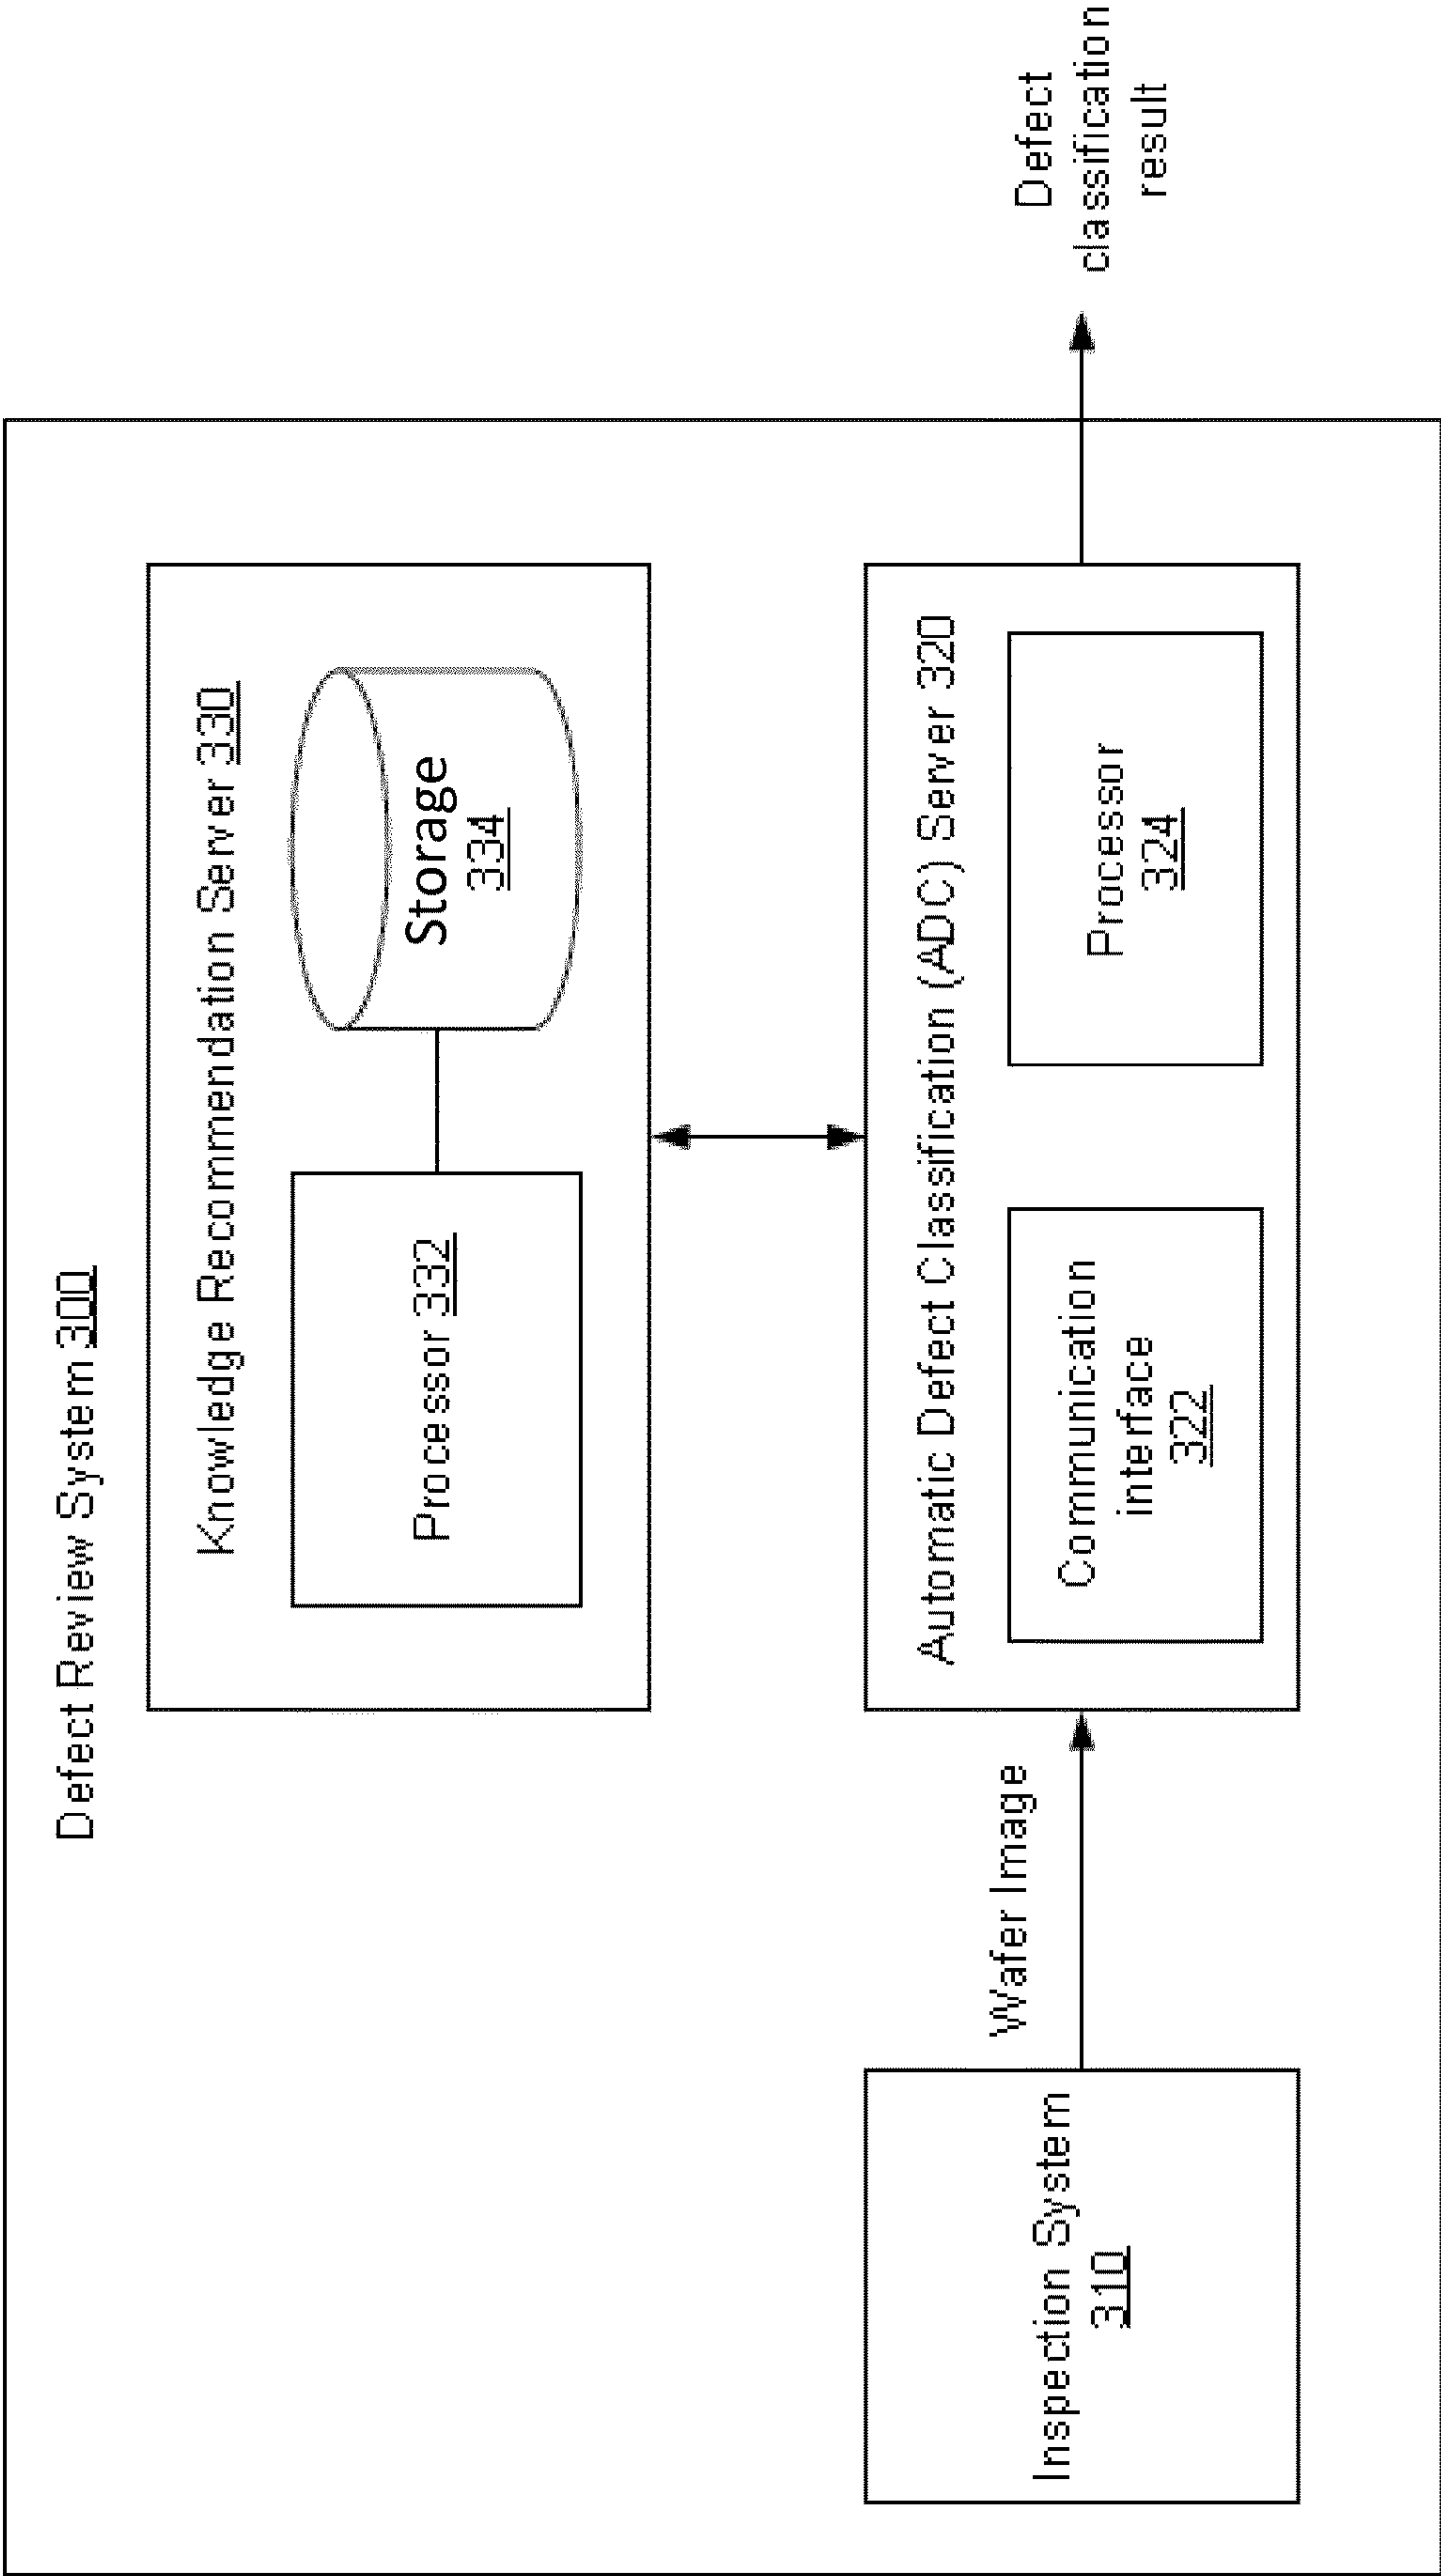 Defect Review System 300
Knowledge Recommendation Server 330
Processor 332
Storage
334
Automatic Defect Classification (ADC) Server 320
Communication
interface
322
Processor
324
Inspection System
310
Wafer Image
Defect
classification
result